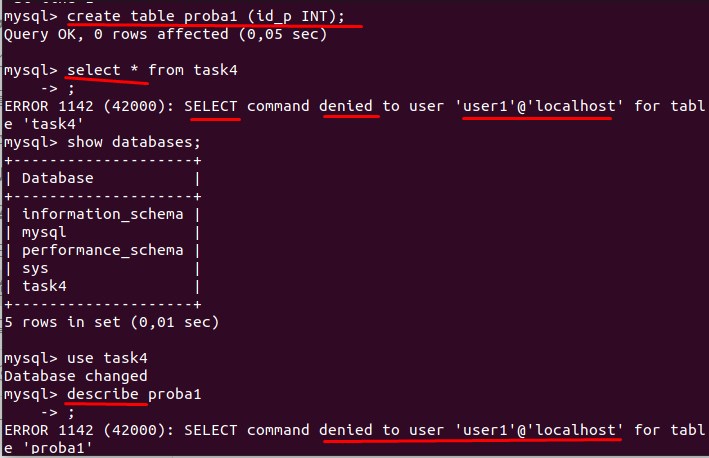 mysql> create table proba1 (id_p INT);
Query OK, 0 rows affected (0,05 sec)
mysql> select * from task4
    -> ;
ERROR 1142 (42000): SELECT command denied to user 'user1'@'localhost' for tabl
e 'task4'
mysql> show databases;
+--------------------+
| Database           |
+--------------------+
| information_schema |
| mysql              |
| performance_schema |
| sys                |
| task4              |
+--------------------+
5 rows in set (0,01 sec)
mysql> use task4
Database changed
mysql> describe proba1
    -> ;
ERROR 1142 (42000): SELECT command denied to user 'user1'@'localhost' for tabl
e 'proba1'